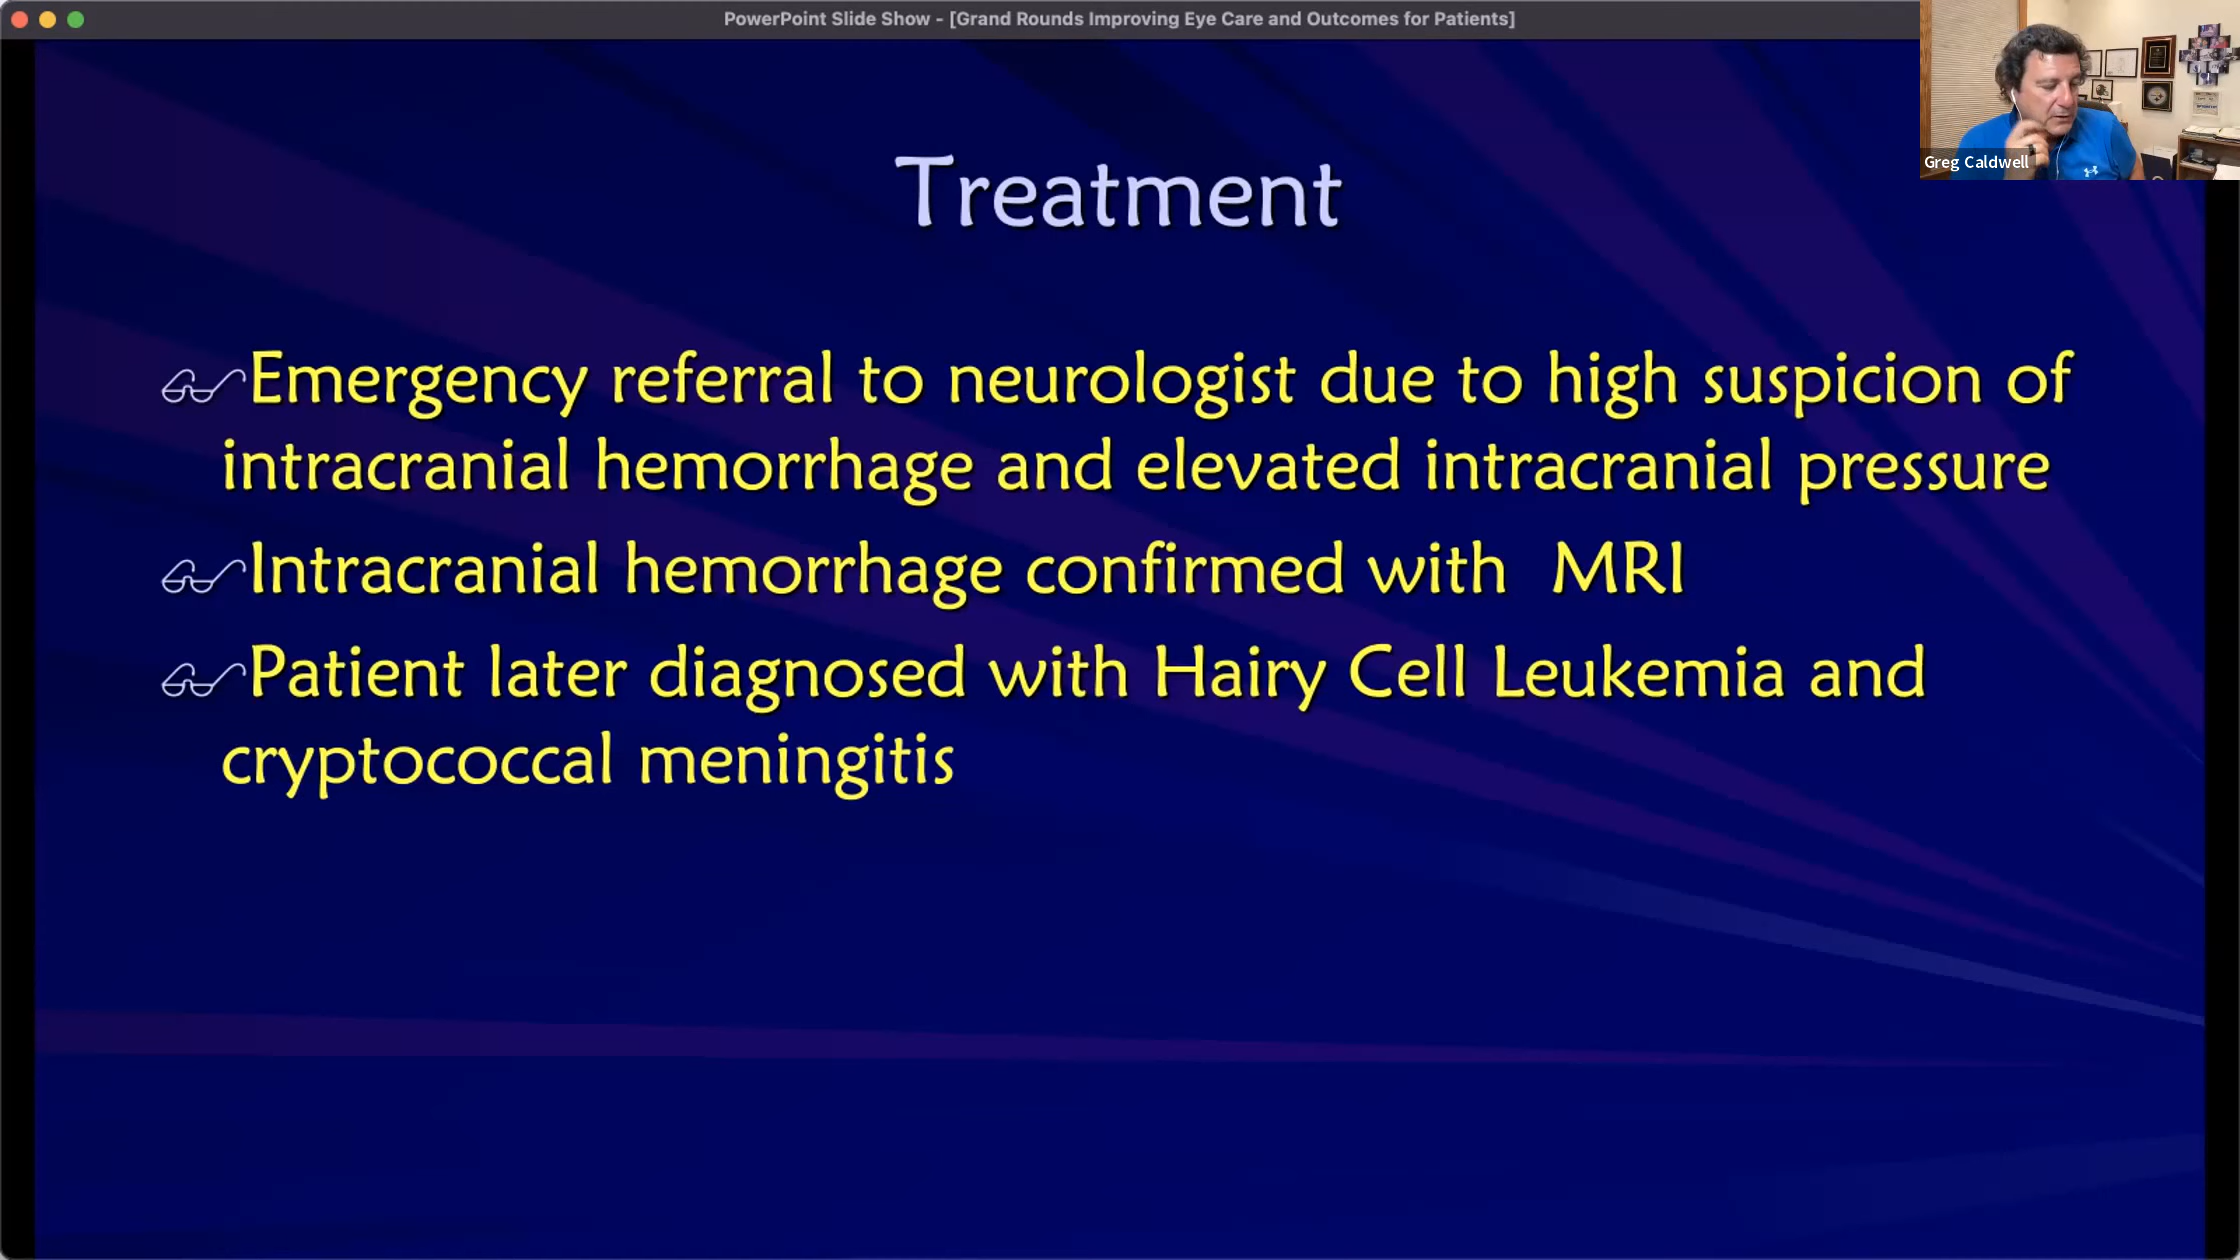 PowerPoint Slide Show - [Grand Rounds Improving Eye Care and Outcomes for Patients]
Greg Caldwell
Treatment
Emergency referral to neurologist due to high suspicion of
intracranial hemorrhage and elevated intracranial pressure
Intracranial hemorrhage confirmed with  MRI
Patient later diagnosed with Hairy Cell Leukemia and
cryptococcal meningitis